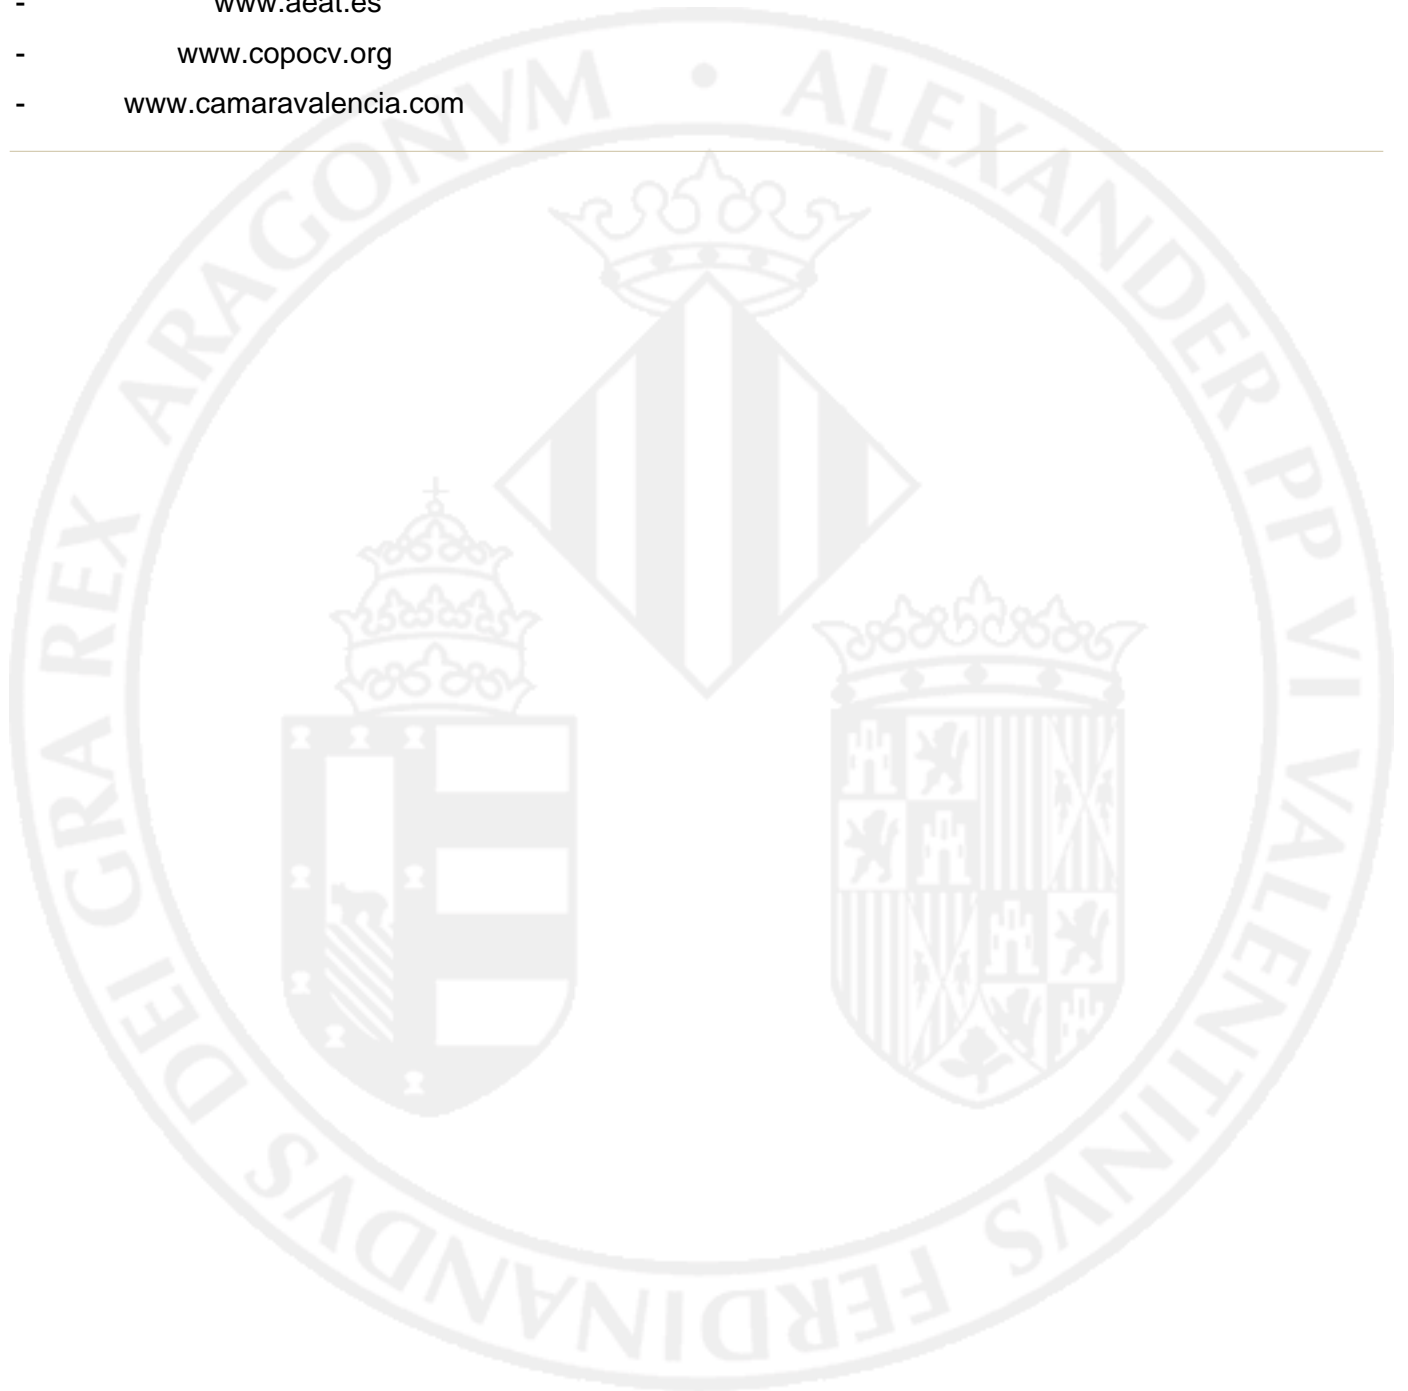 - www.aeat.es
- www.copocv.org
- www.camaravalencia.com
• ALEXANDER PP VI VALENTINVS FERDINANDVS DEI GRA REX ARAGONVM